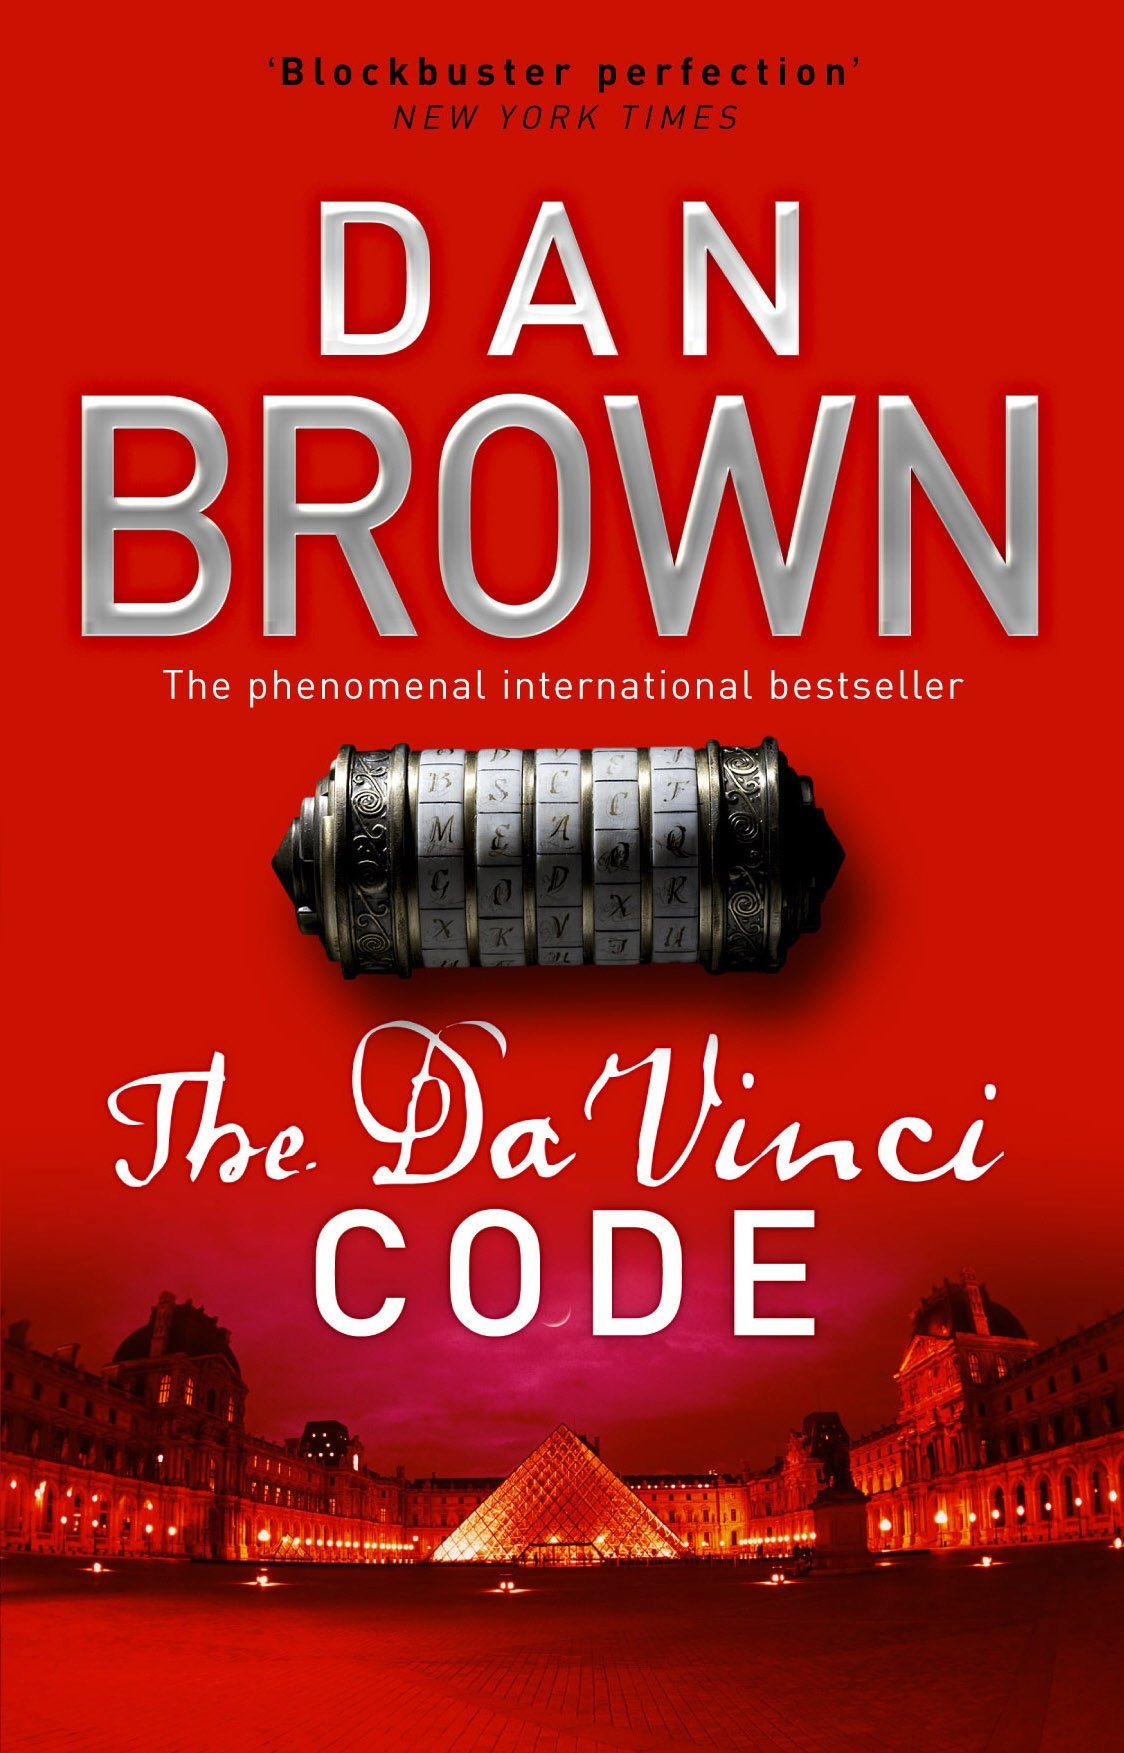 ‘Blockbuster perfection’
NEW YORK TIMES
DAN
BROWN
The phenomenal international bestseller
B S C C F
M E A Q Q
G O D X R
X K V J U
The Da Vinci
CODE